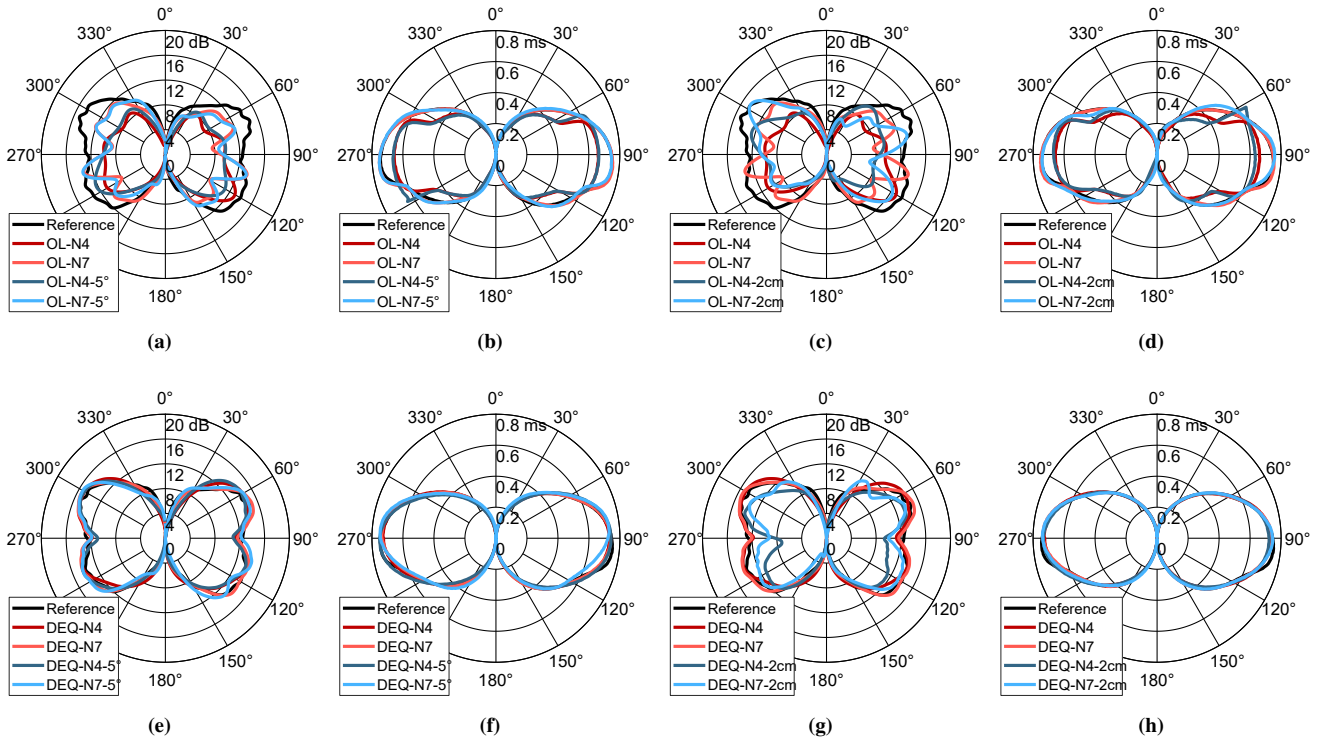 0°
30°
60°
90°
120°
150°
180°
270°
300°
330°
20 dB
16
12
8
4
0
Reference
OL-N4
OL-N7
OL-N4-5°
OL-N7-5°
(a)
0°
30°
60°
90°
120°
150°
180°
270°
300°
330°
0.8 ms
0.6
0.4
0.2
0
Reference
OL-N4
OL-N7
OL-N4-5°
OL-N7-5°
(b)
0°
30°
60°
90°
120°
150°
180°
270°
300°
330°
20 dB
16
12
8
4
0
Reference
OL-N4
OL-N7
OL-N4-2cm
OL-N7-2cm
(c)
0°
30°
60°
90°
120°
150°
180°
270°
300°
330°
0.8 ms
0.6
0.4
0.2
0
Reference
OL-N4
OL-N7
OL-N4-2cm
OL-N7-2cm
(d)
0°
30°
60°
90°
120°
150°
180°
270°
300°
330°
20 dB
16
12
8
4
0
Reference
DEQ-N4
DEQ-N7
DEQ-N4-5°
DEQ-N7-5°
(e)
0°
30°
60°
90°
120°
150°
180°
270°
300°
330°
0.8 ms
0.6
0.4
0.2
0
Reference
DEQ-N4
DEQ-N7
DEQ-N4-5°
DEQ-N7-5°
(f)
0°
30°
60°
90°
120°
150°
180°
270°
300°
330°
20 dB
16
12
8
4
0
Reference
DEQ-N4
DEQ-N7
DEQ-N4-2cm
DEQ-N7-2cm
(g)
0°
30°
60°
90°
120°
150°
180°
270°
300°
330°
0.8 ms
0.6
0.4
0.2
0
Reference
DEQ-N4
DEQ-N7
DEQ-N4-2cm
DEQ-N7-2cm
(h)